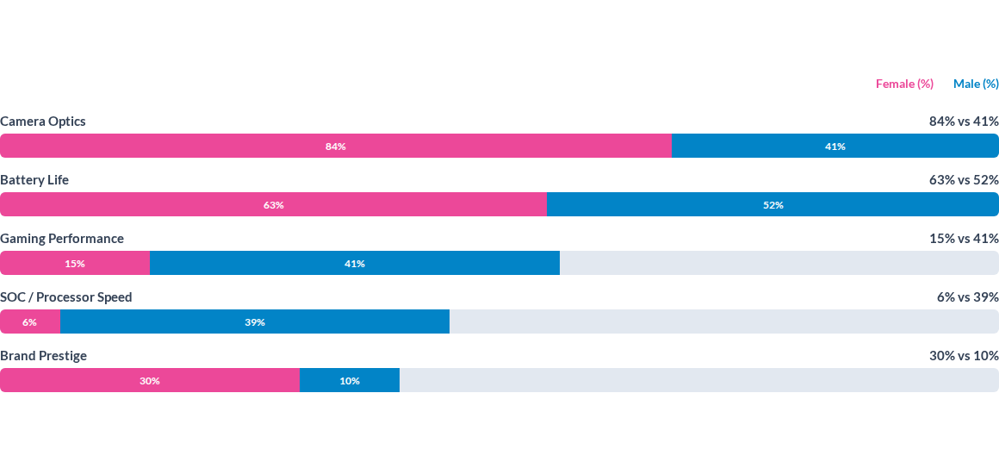 Female (%) Male (%)
Camera Optics 84% vs 41%
84% 41%
Battery Life 63% vs 52%
63% 52%
Gaming Performance 15% vs 41%
15% 41%
SOC / Processor Speed 6% vs 39%
6% 39%
Brand Prestige 30% vs 10%
30% 10%